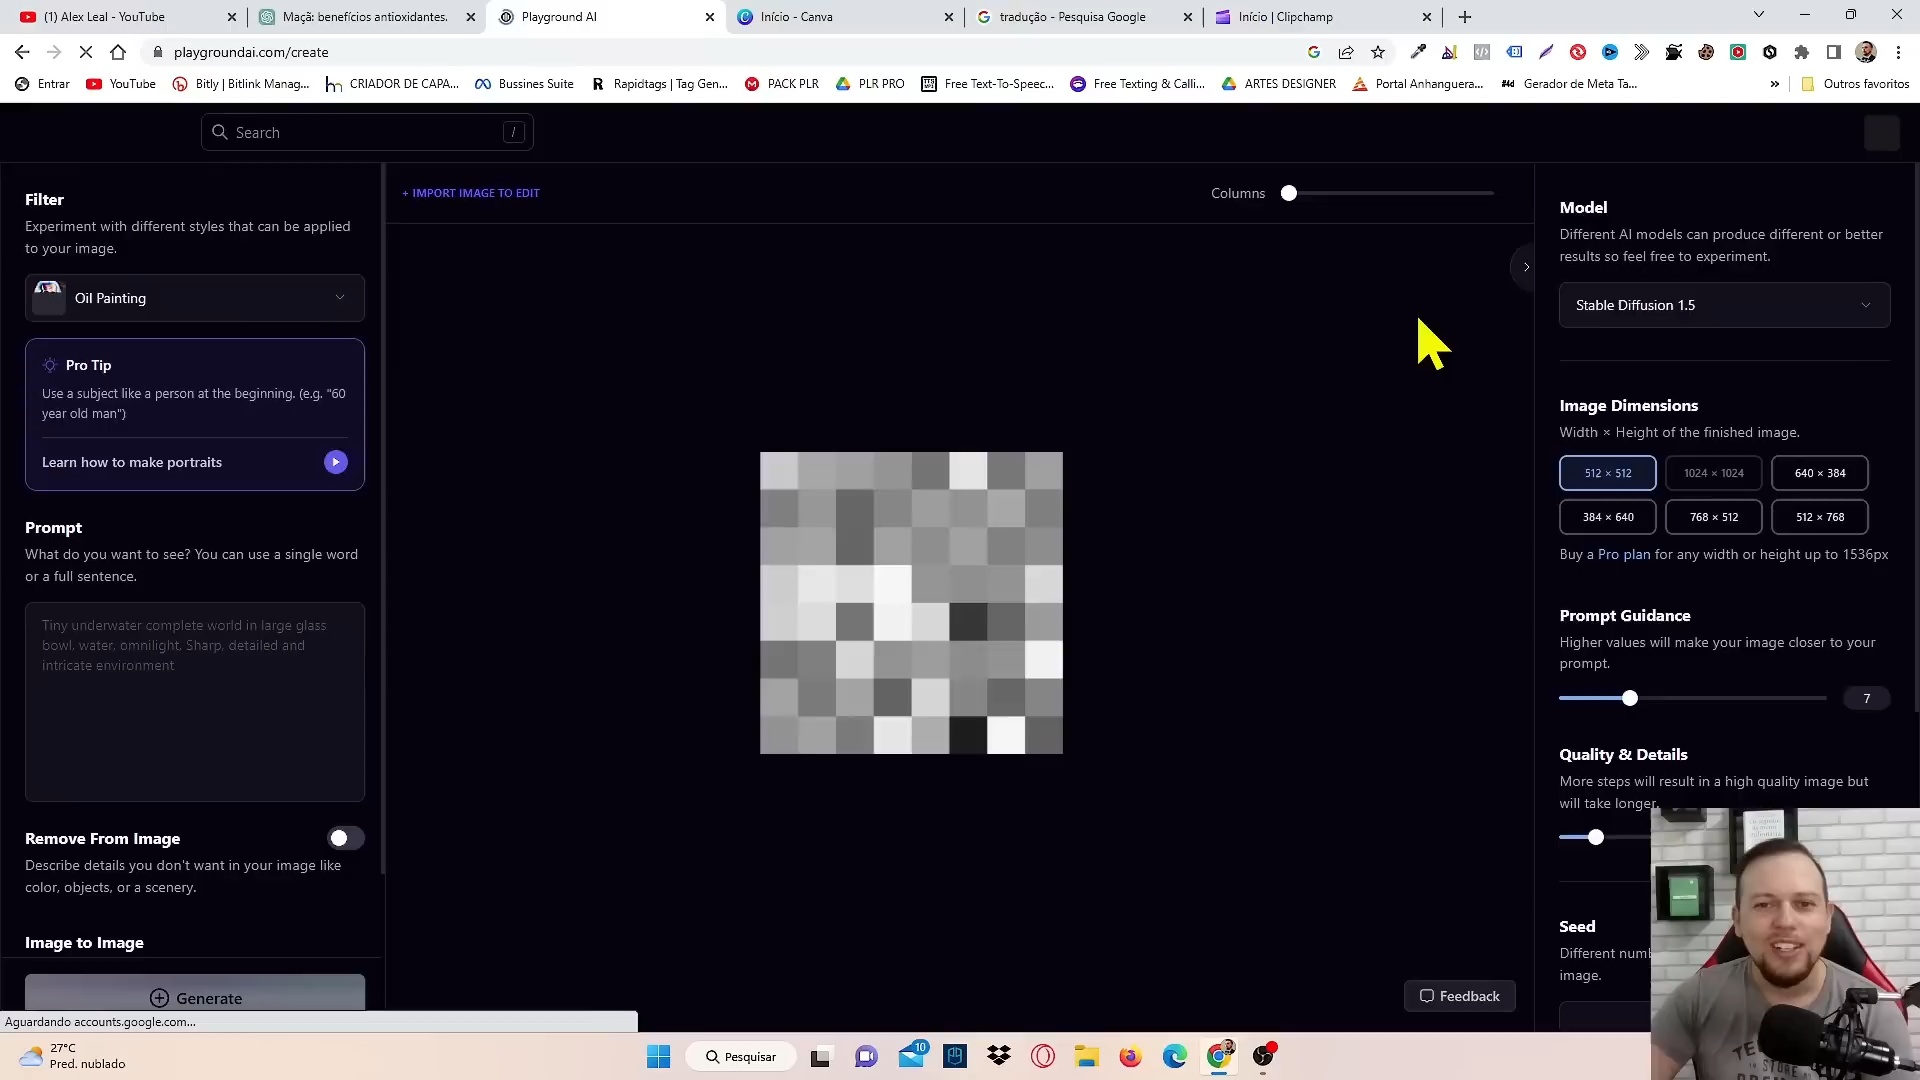 (1) Alex Leal - YouTube
Maçã: benefícios antioxidantes.
Playground AI
Início - Canva
tradução - Pesquisa Google
Início | Clipchamp
playgroundai.com/create
Entrar
YouTube
Bitly | Bitlink Manag...
CRIADOR DE CAPA...
Bussines Suite
Rapidtags | Tag Gen...
PACK PLR
PLR PRO
Free Text-To-Speec...
Free Texting & Calli...
ARTES DESIGNER
Portal Anhanguera...
Gerador de Meta Ta...
»
Outros favoritos
Search
/
Filter
Experiment with different styles that can be applied
to your image.
Oil Painting
Pro Tip
Use a subject like a person at the beginning. (e.g. "60
year old man")
Learn how to make portraits
Prompt
What do you want to see? You can use a single word
or a full sentence.
Tiny underwater complete world in large glass
bowl, water, omnilight, Sharp, detailed and
intricate environment
Remove From Image
Describe details you don't want in your image like
color, objects, or a scenery.
Image to Image
Generate
+ IMPORT IMAGE TO EDIT
Columns
Feedback
Model
Different AI models can produce different or better
results so feel free to experiment.
Stable Diffusion 1.5
Image Dimensions
Width × Height of the finished image.
512 × 512
1024 × 1024
640 × 384
384 × 640
768 × 512
512 × 768
Buy a Pro plan for any width or height up to 1536px
Prompt Guidance
Higher values will make your image closer to your
prompt.
7
Quality & Details
More steps will result in a high quality image but
will take longer.
Seed
Different numb
image.
Aguardando accounts.google.com...
27°C
Pred. nublado
Pesquisar
10